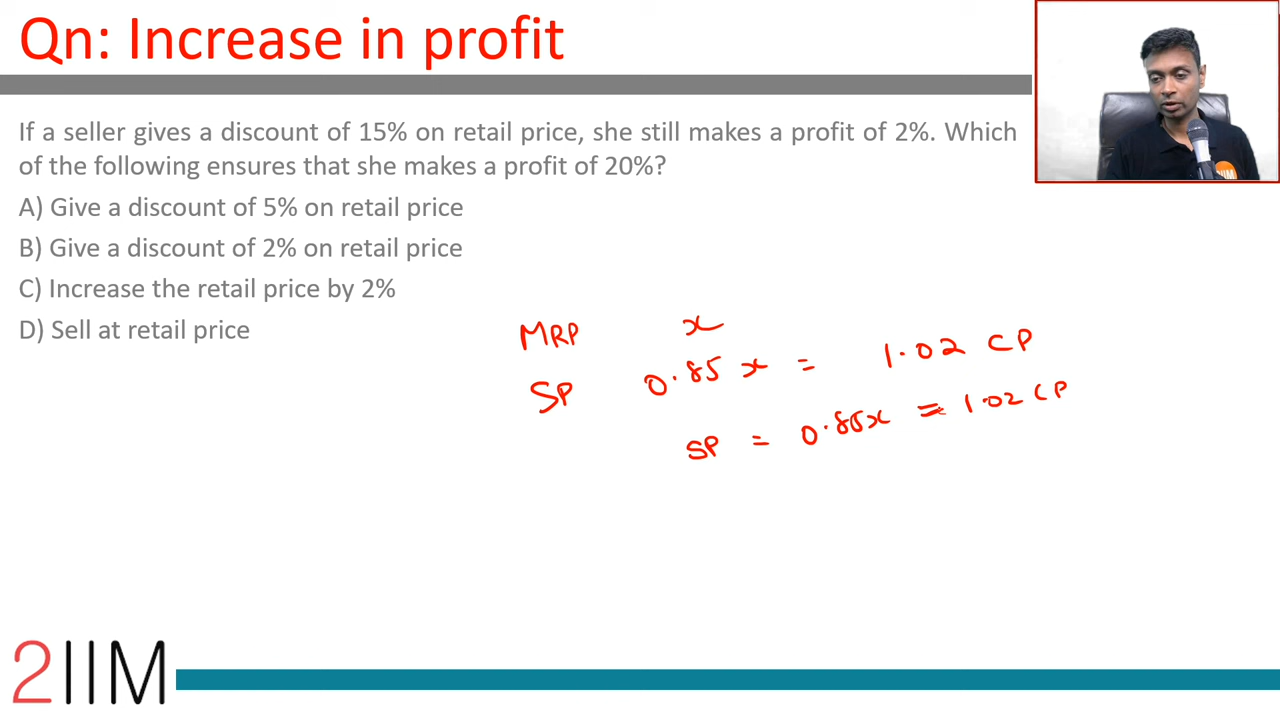 Qn: Increase in profit
If a seller gives a discount of 15% on retail price, she still makes a profit of 2%. Which
of the following ensures that she makes a profit of 20%?
A) Give a discount of 5% on retail price
B) Give a discount of 2% on retail price
C) Increase the retail price by 2%
D) Sell at retail price
MRP x
SP 0.85 x = 1.02 CP
SP = 0.85x = 1.02 CP
2IIM